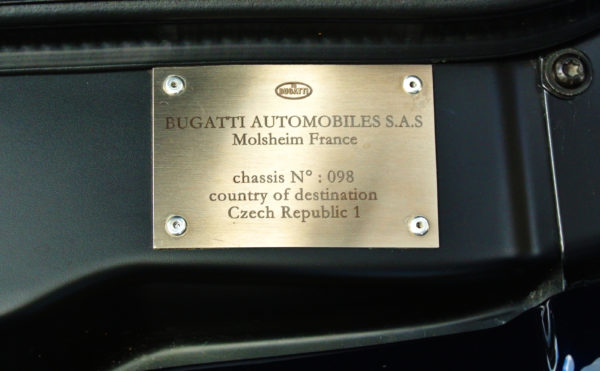 BUGATTI
BUGATTI AUTOMOBILES S.A.S
Molsheim France
chassis N° : 098
country of destination
Czech Republic 1